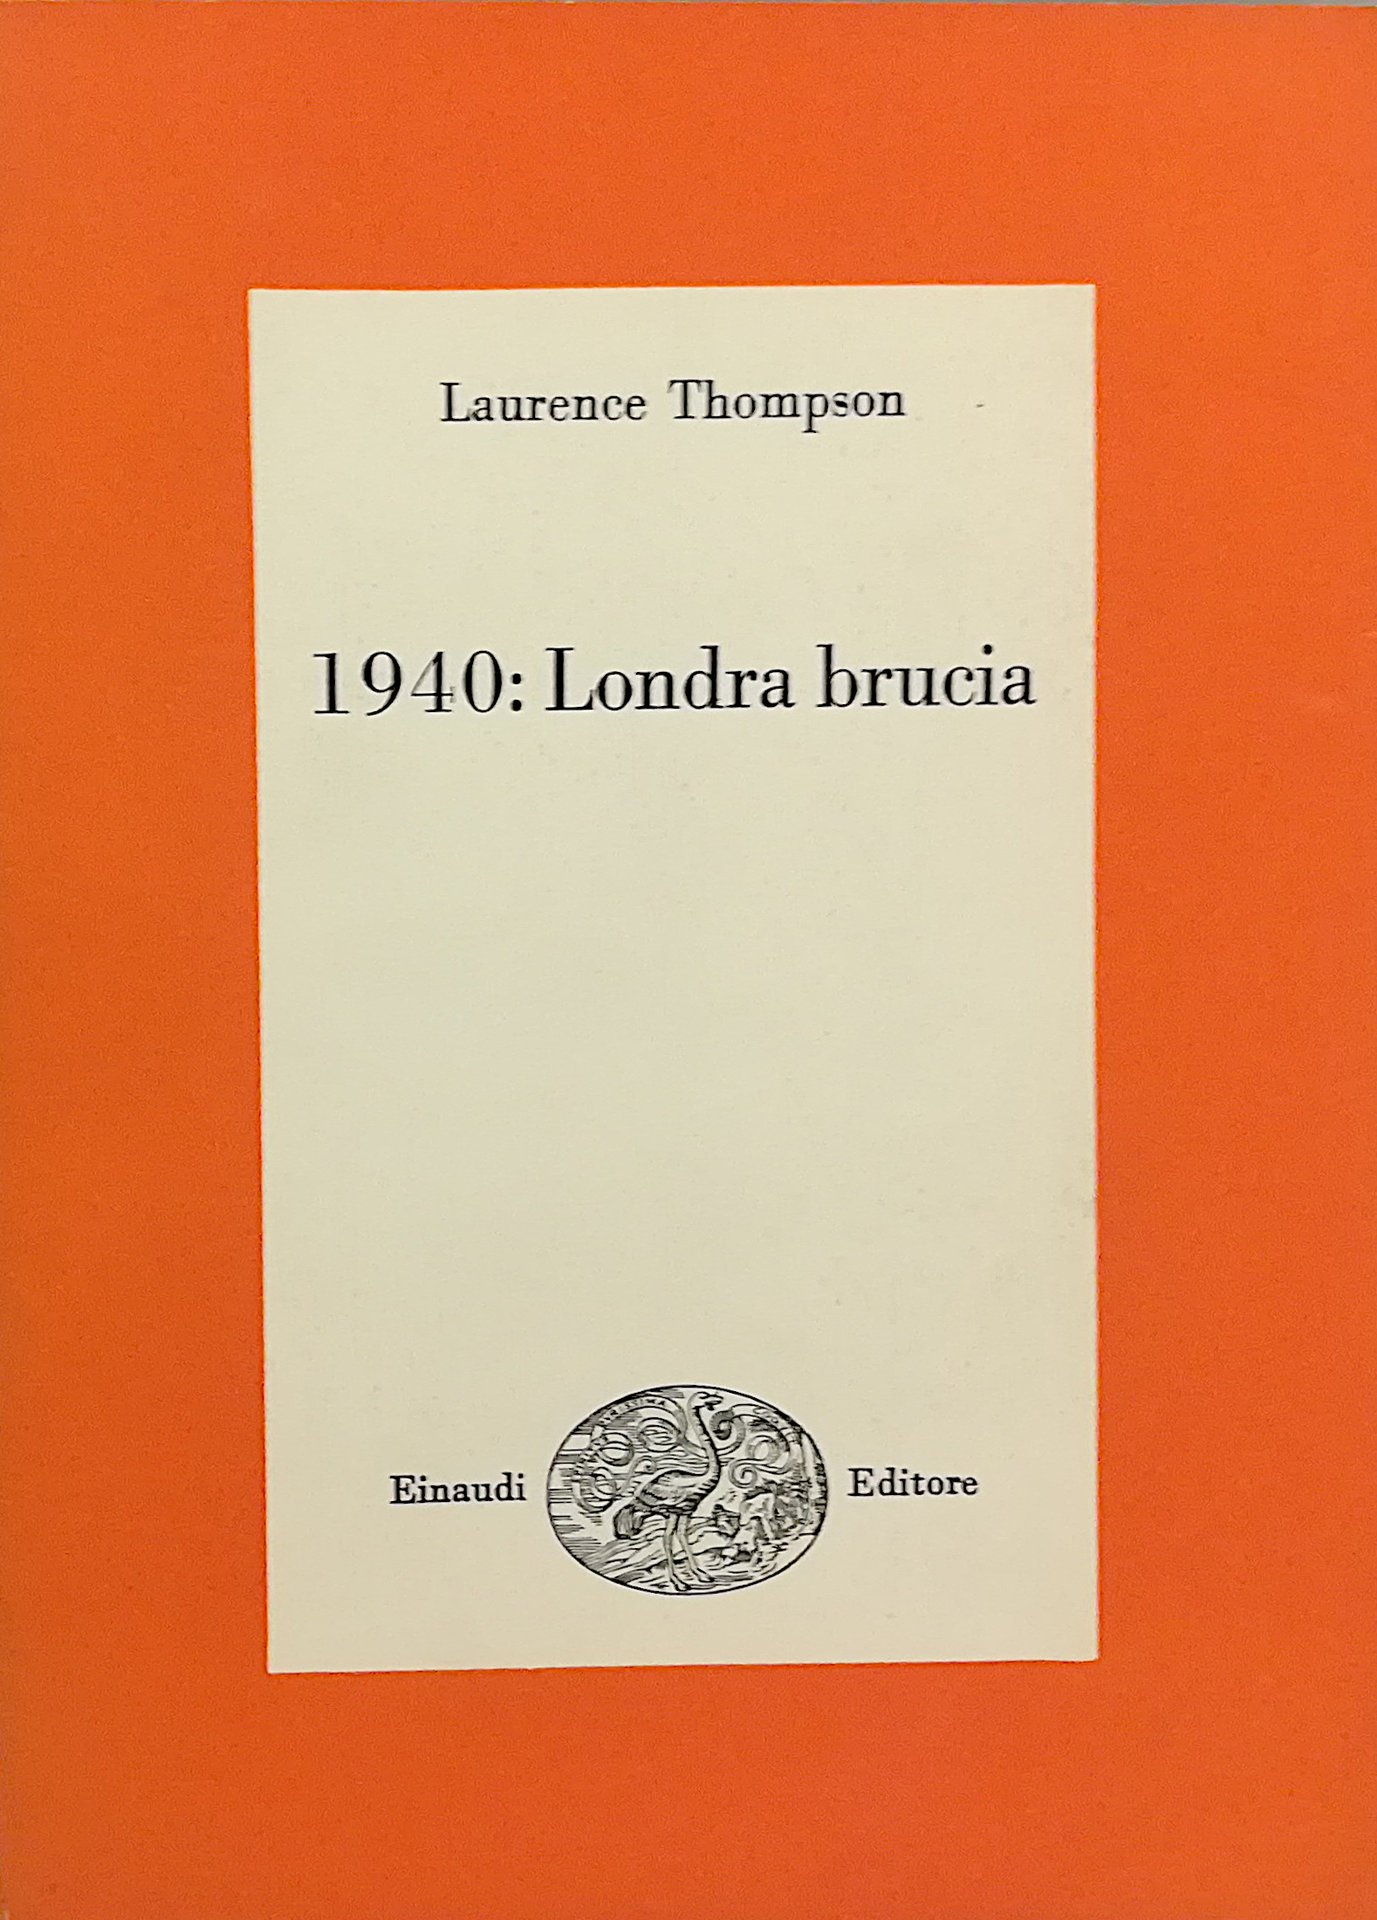 Laurence Thompson
1940: Londra brucia
Einaudi
Editore